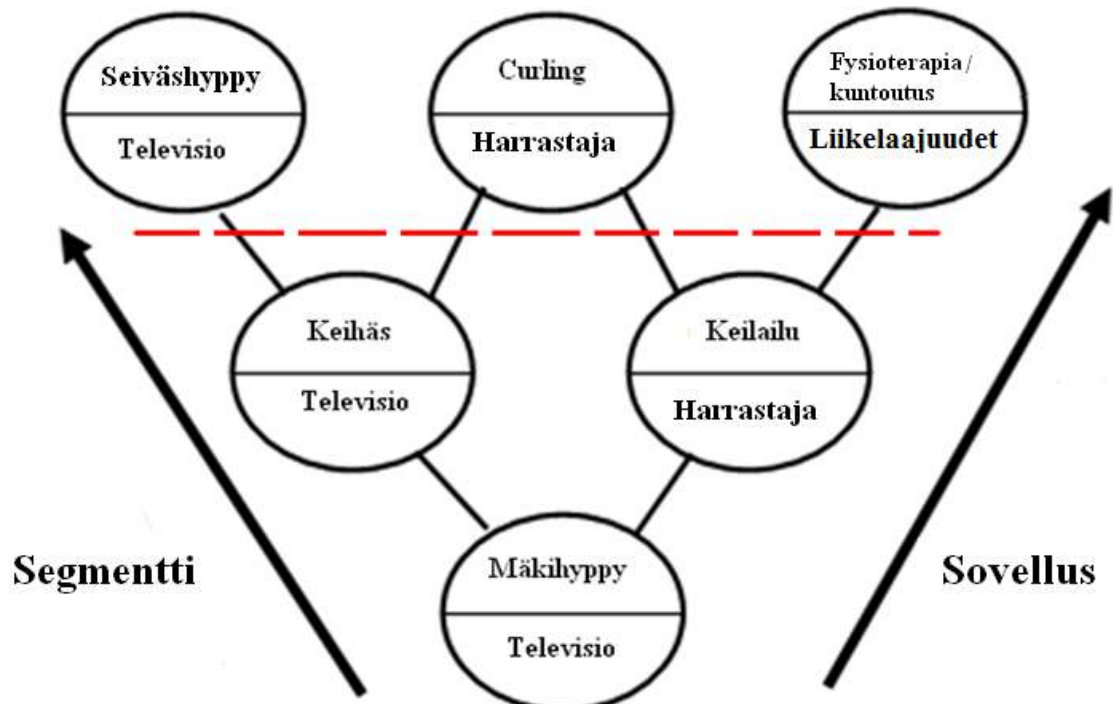 Seiväshyppy
Televisio
Curling
Harrastaja
Fysioterapia /
kuntoutus
Liikelaajuudet
Keihäs
Televisio
Keilailu
Harrastaja
Segmentti
Mäkihyppy
Televisio
Sovellus